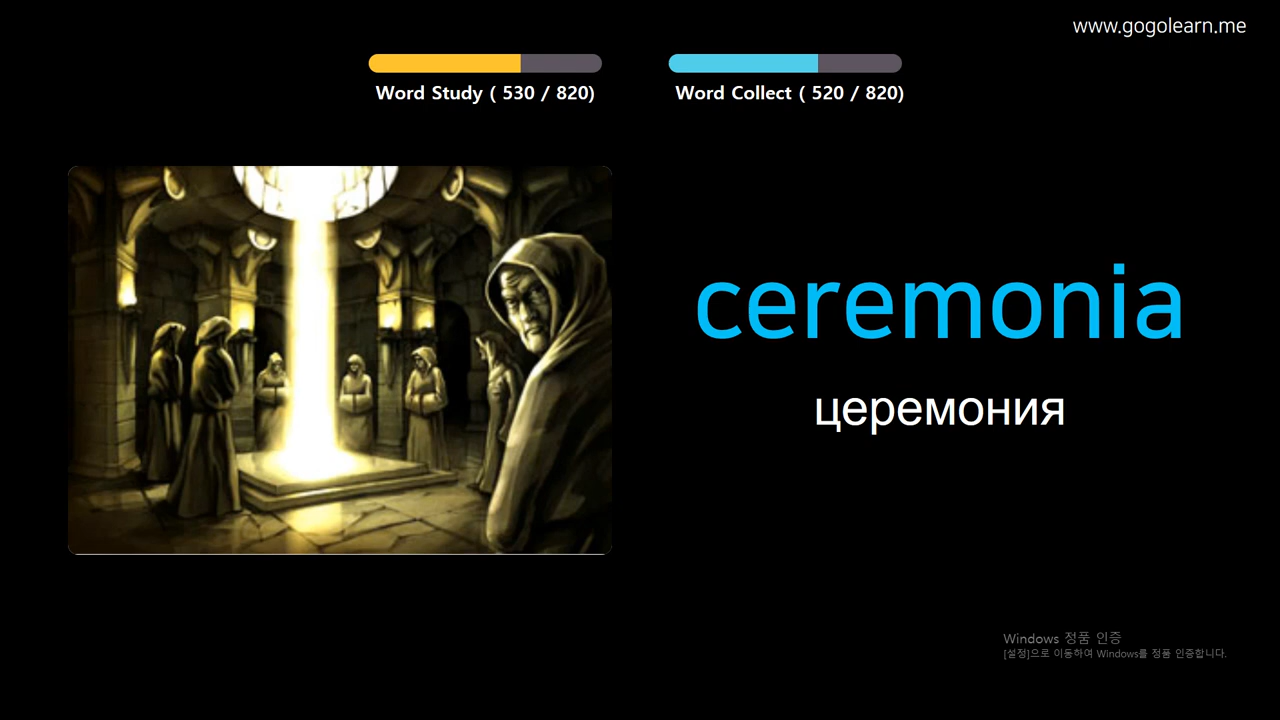 www.gogolearn.me
Word Study ( 530 / 820)
Word Collect ( 520 / 820)
ceremonia
церемония
Windows 정품 인증
[설정]으로 이동하여 Windows를 정품 인증합니다.